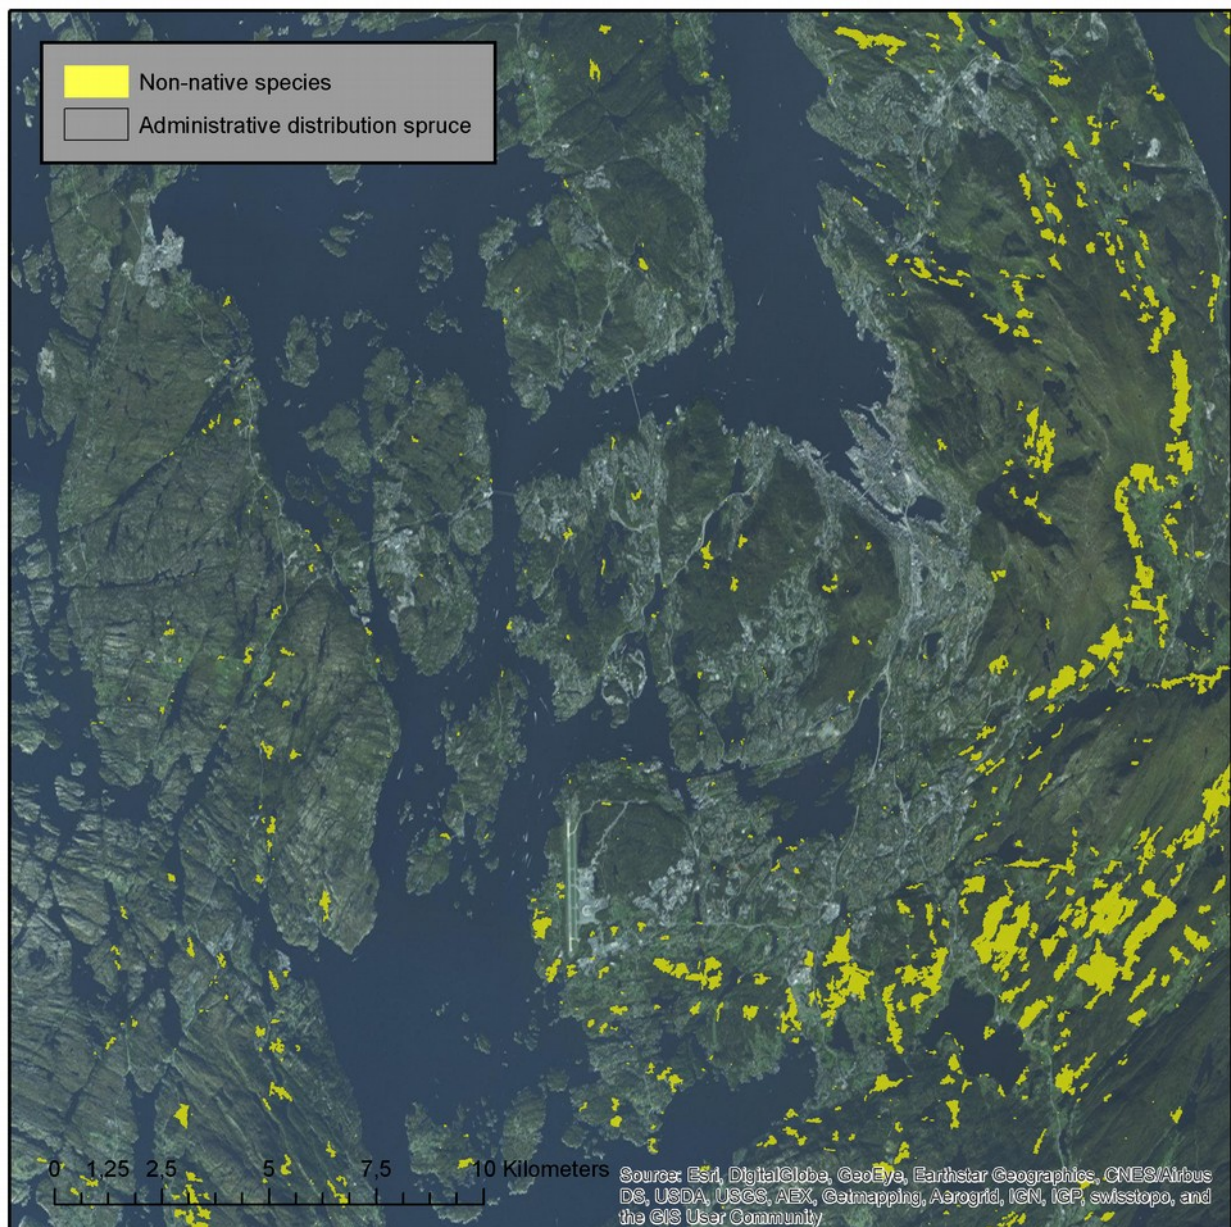 Non-native species
Administrative distribution spruce
0 1,25 2,5 5 7,5 10 Kilometers
Source: Esri, DigitalGlobe, GeoEye, Earthstar Geographics, CNES/Airbus
DS, USDA, USGS, AEX, Getmapping, Aerogrid, IGN, IGP, swisstopo, and
the GIS User Community